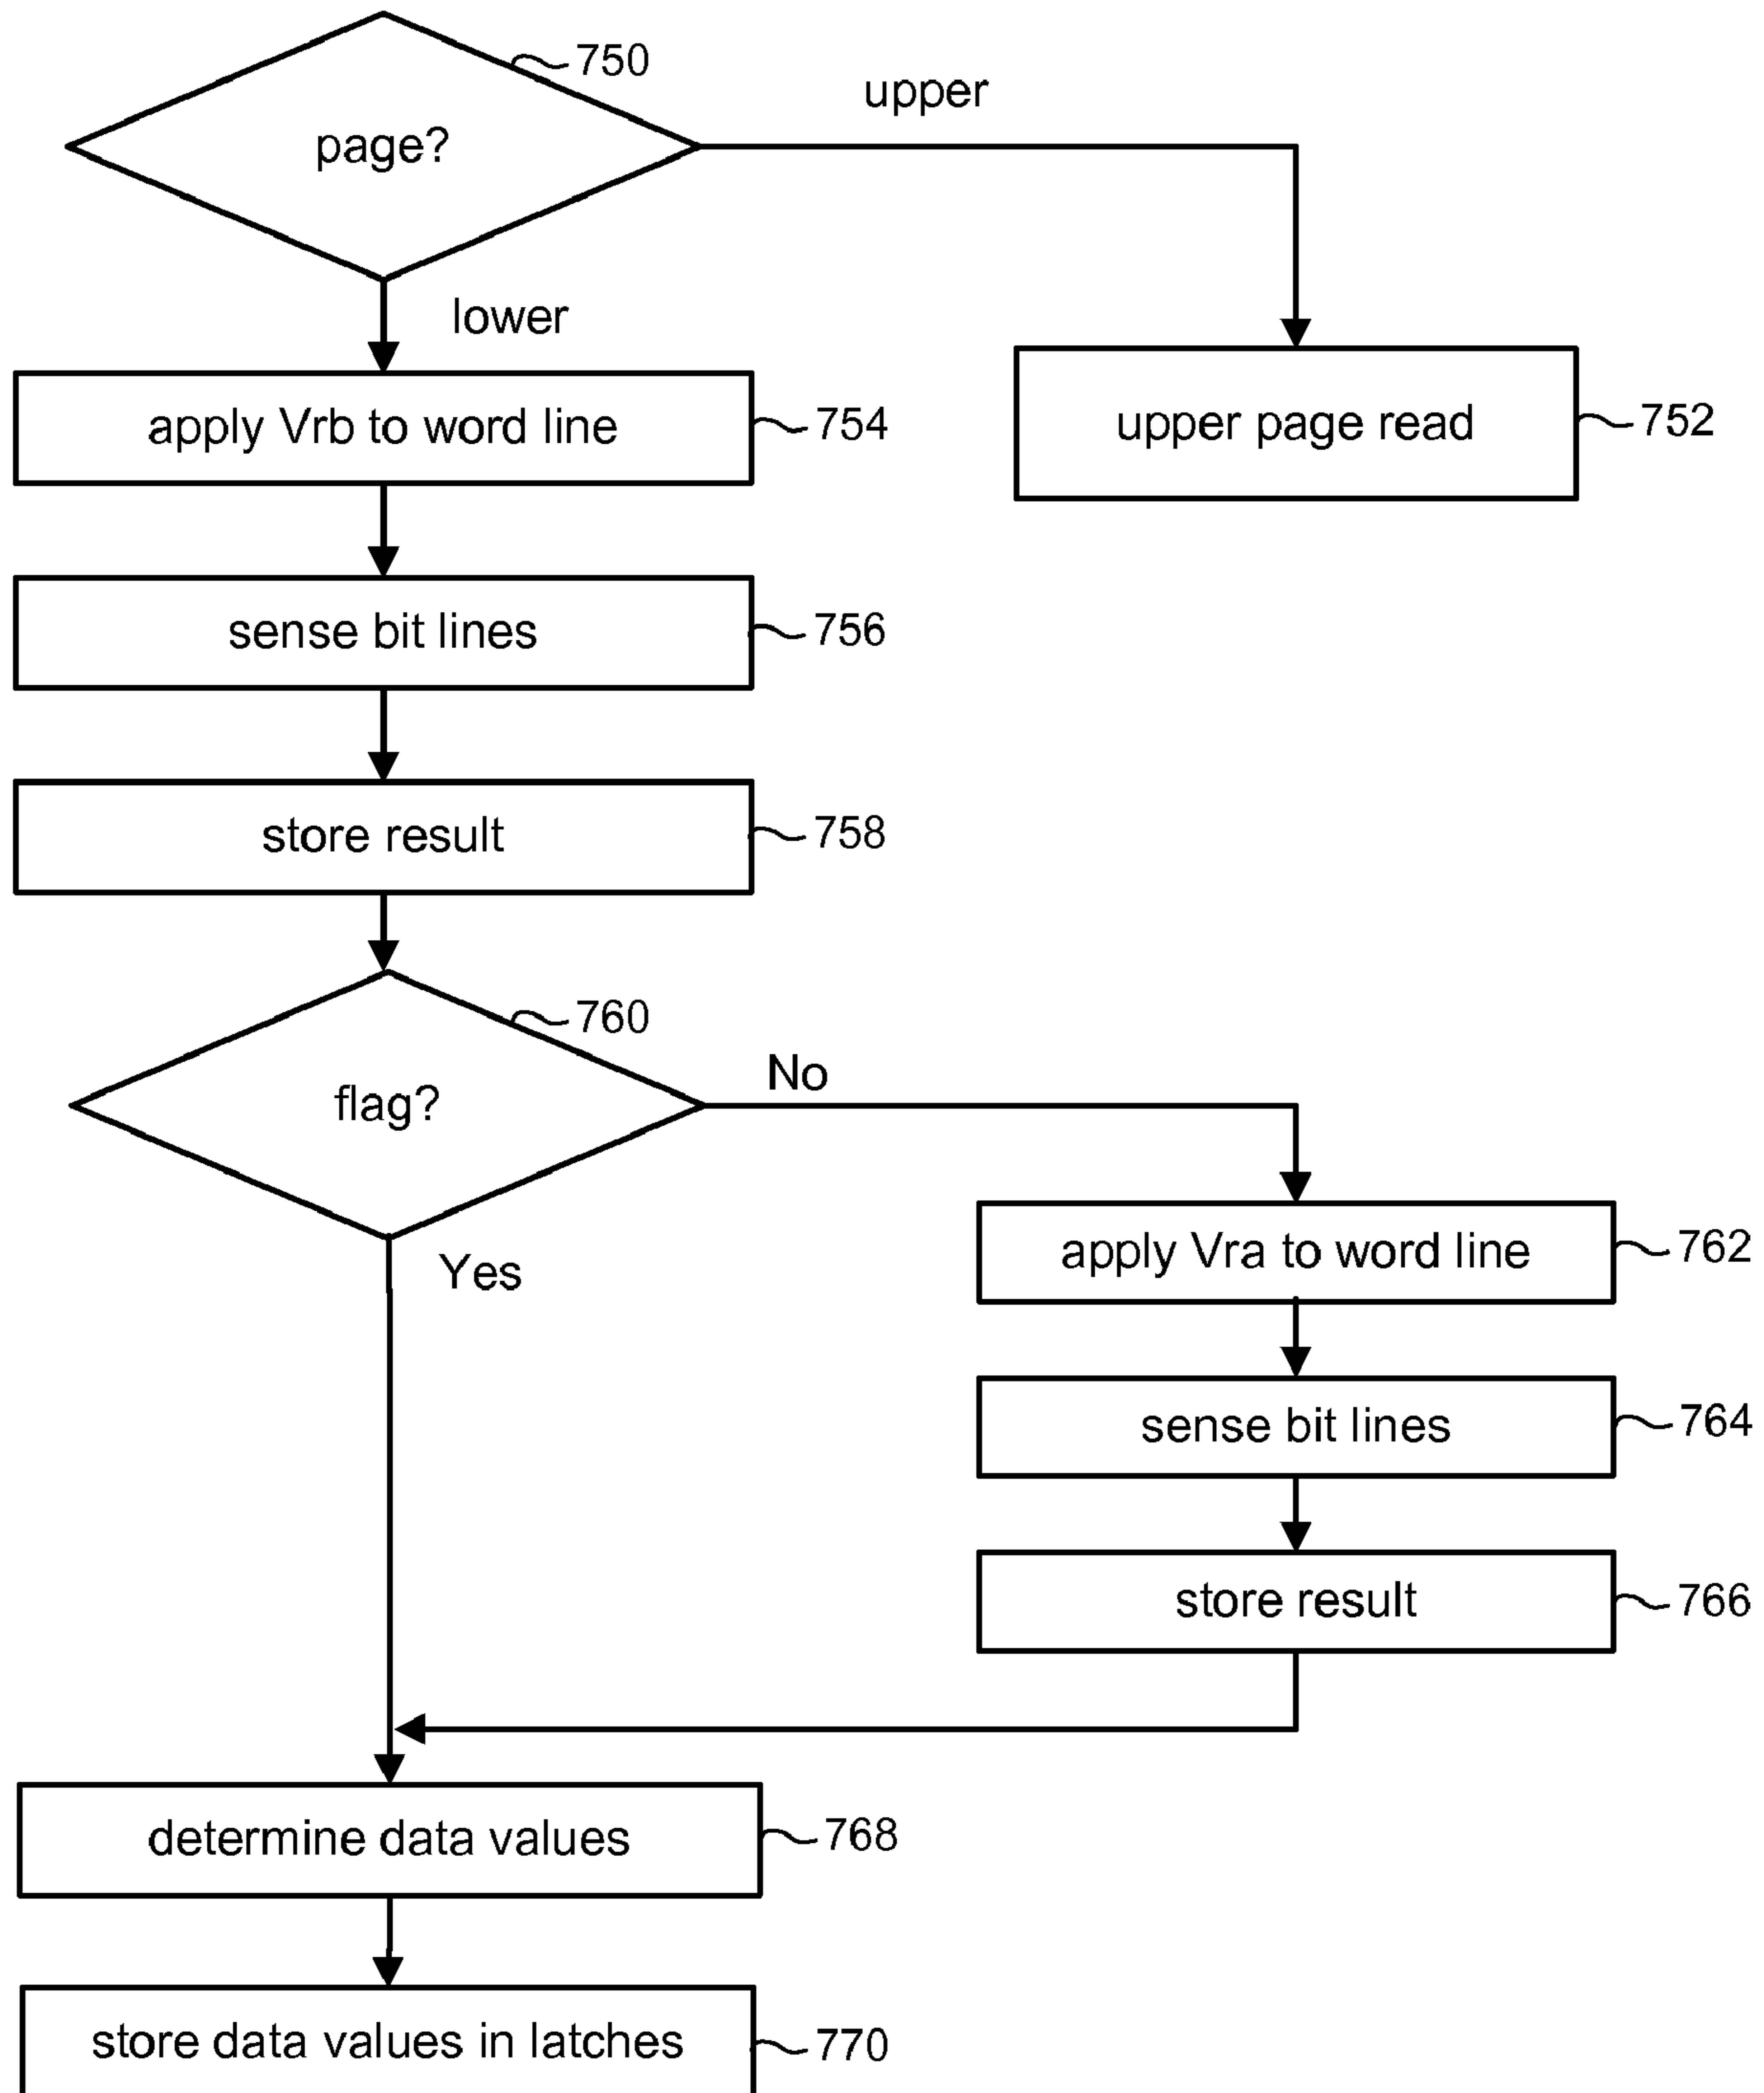 750
page?
upper
lower
apply Vrb to word line
754
upper page read
752
sense bit lines
756
store result
758
760
flag?
No
Yes
apply Vra to word line
762
sense bit lines
764
store result
766
determine data values
768
store data values in latches
770